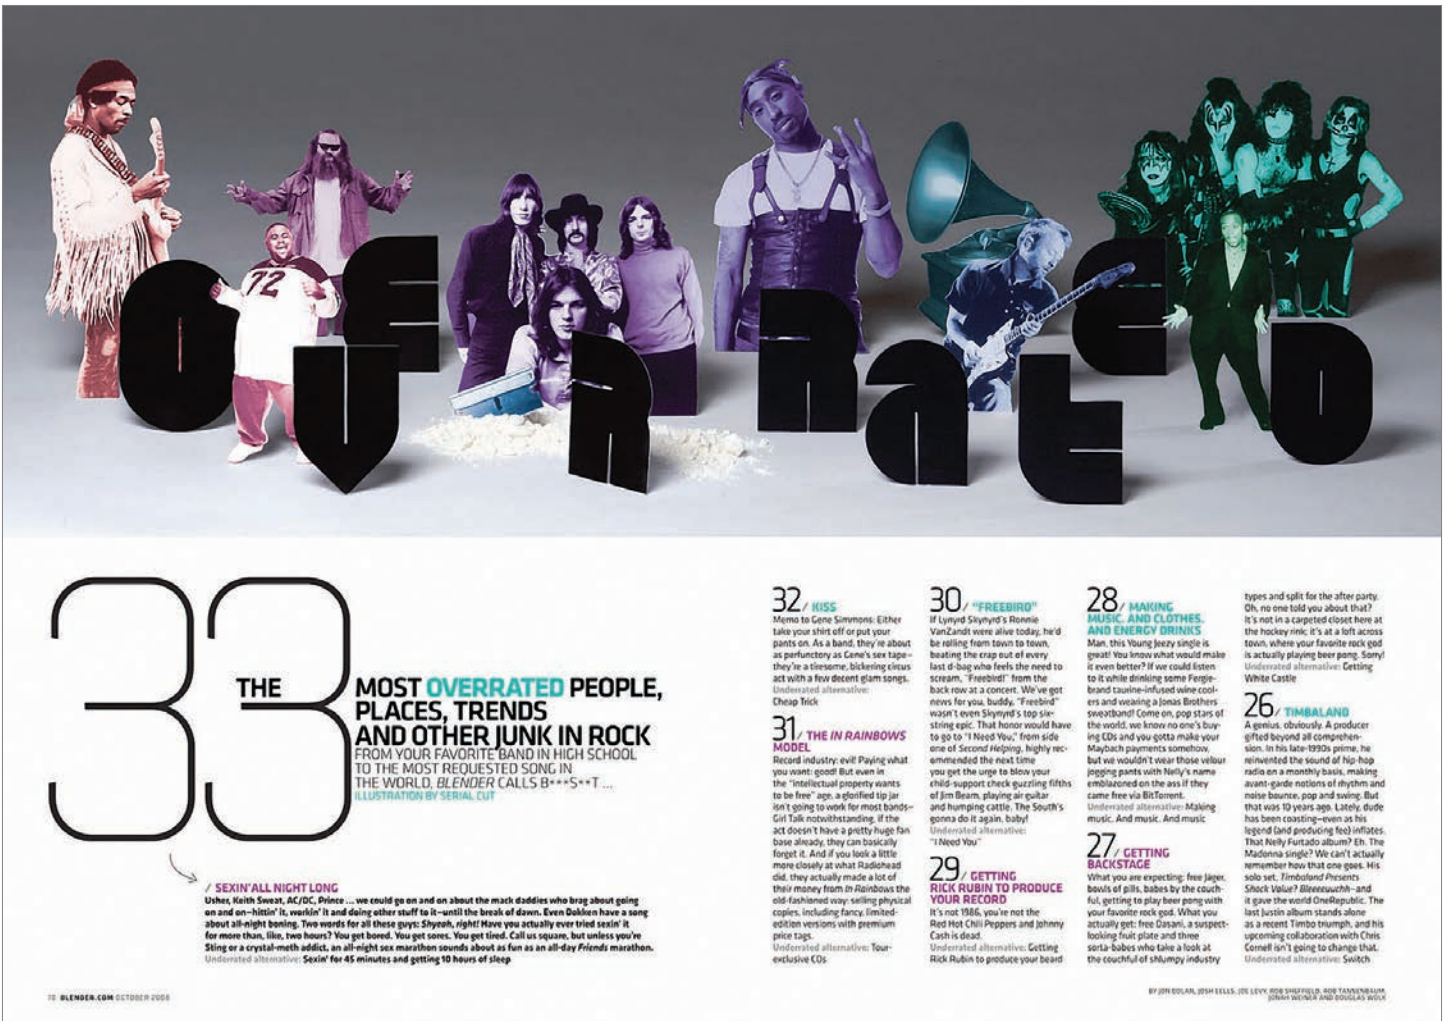 OVERRATED
72
33
THE
MOST OVERRATED PEOPLE,
PLACES, TRENDS
AND OTHER JUNK IN ROCK
FROM YOUR FAVORITE BAND IN HIGH SCHOOL
TO THE MOST REQUESTED SONG IN
THE WORLD, BLENDER CALLS B***S**T ...
ILLUSTRATION BY SERIAL CUT
/ SEXIN' ALL NIGHT LONG
Usher, Keith Sweat, AC/DC, Prince ... we could go on and on about the mack daddies who brag about going
on and on—hittin' it, workin' it and doing other stuff to it—until the break of dawn. Even Dokken have a song
about all-night boning. Two words for all these guys: Shyeah, right! Have you actually ever tried sexin' it
for more than, like, two hours? You get bored. You get sores. You get tired. Call us square, but unless you're
Sting or a crystal-meth addict, an all-night sex marathon sounds about as fun as an all-day Friends marathon.
Underrated alternative: Sexin' for 45 minutes and getting 10 hours of sleep
32/ KISS
Memo to Gene Simmons: Either
take your shirt off or put your
pants on. As a band, they're about
as perfunctory as Gene's sex tape—
they're a tiresome, bickering circus
act with a few decent glam songs.
Underrated alternative:
Cheap Trick
31/ THE IN RAINBOWS
MODEL
Record industry: evil! Paying what
you want: good! But even in
the "intellectual property wants
to be free" age, a glorified tip jar
isn't going to work for most bands—
Girl Talk notwithstanding, if the
act doesn't have a pretty huge fan
base already, they can basically
forget it. And if you look a little
more closely at what Radiohead
did, they actually made a lot of
their money from In Rainbows the
old-fashioned way: selling physical
copies, including fancy, limited-
edition versions with premium
price tags.
Underrated alternative: Tour-
exclusive CDs
30/ "FREEBIRD"
If Lynyrd Skynyrd's Ronnie
VanZandt were alive today, he'd
be rolling from town to town,
beating the crap out of every
last d-bag who feels the need to
scream, "Freebird!" from the
back row at a concert. We've got
news for you, buddy. "Freebird"
wasn't even Skynyrd's top six-
string epic. That honor would have
to go to "I Need You," from side
one of Second Helping, highly rec-
ommended the next time
you get the urge to blow your
child-support check guzzling fifths
of Jim Beam, playing air guitar
and humping cattle. The South's
gonna do it again, baby!
Underrated alternative:
"I Need You"
29/ GETTING
RICK RUBIN TO PRODUCE
YOUR RECORD
It's not 1986, you're not the
Red Hot Chili Peppers and Johnny
Cash is dead.
Underrated alternative: Getting
Rick Rubin to produce your beard
28/ MAKING
MUSIC. AND CLOTHES.
AND ENERGY DRINKS
Man, this Young Jeezy single is
great! You know what would make
it even better? If we could listen
to it while drinking some Fergie-
brand taurine-infused wine cool-
ers and wearing a Jonas Brothers
sweatband! Come on, pop stars of
the world, we know no one's buy-
ing CDs and you gotta make your
Maybach payments somehow,
but we wouldn't wear those velour
jogging pants with Nelly's name
emblazoned on the ass if they
came free via BitTorrent.
Underrated alternative: Making
music. And music. And music
27/ GETTING
BACKSTAGE
What you are expecting: free Jäger,
bowls of pills, babes by the couch-
ful, getting to play beer pong with
your favorite rock god. What you
actually get: free Dasani, a suspect-
looking fruit plate and three
sorta-babes who take a look at
the couchful of shlumpy industry
types and split for the after party.
Oh, no one told you about that?
It's not in a carpeted closet here at
the hockey rink; it's at a loft across
town, where your favorite rock god
is actually playing beer pong. Sorry!
Underrated alternative: Getting
White Castle
26/ TIMBALAND
A genius, obviously. A producer
gifted beyond all comprehen-
sion. In his late-1990s prime, he
reinvented the sound of hip-hop
radio on a monthly basis, making
avant-garde notions of rhythm and
noise bounce, pop and swing. But
that was 10 years ago. Lately, dude
has been coasting—even as his
legend (and producing fee) inflates.
That Nelly Furtado album? Eh. The
Madonna single? We can't actually
remember how that one goes. His
solo set, Timbaland Presents
Shock Value? Bleeeuwchh—and
it gave the world OneRepublic. The
last Justin album stands alone
as a recent Timbo triumph, and his
upcoming collaboration with Chris
Cornell isn't going to change that.
Underrated alternative: Switch
BLENDER.COM OCTOBER 2008
BY JON DOLAN, JOSH EELLS, JOE LEVY, ROB SHEFFIELD, ROB TANNENBAUM,
JONAH WEINER AND DOUGLAS WOLK